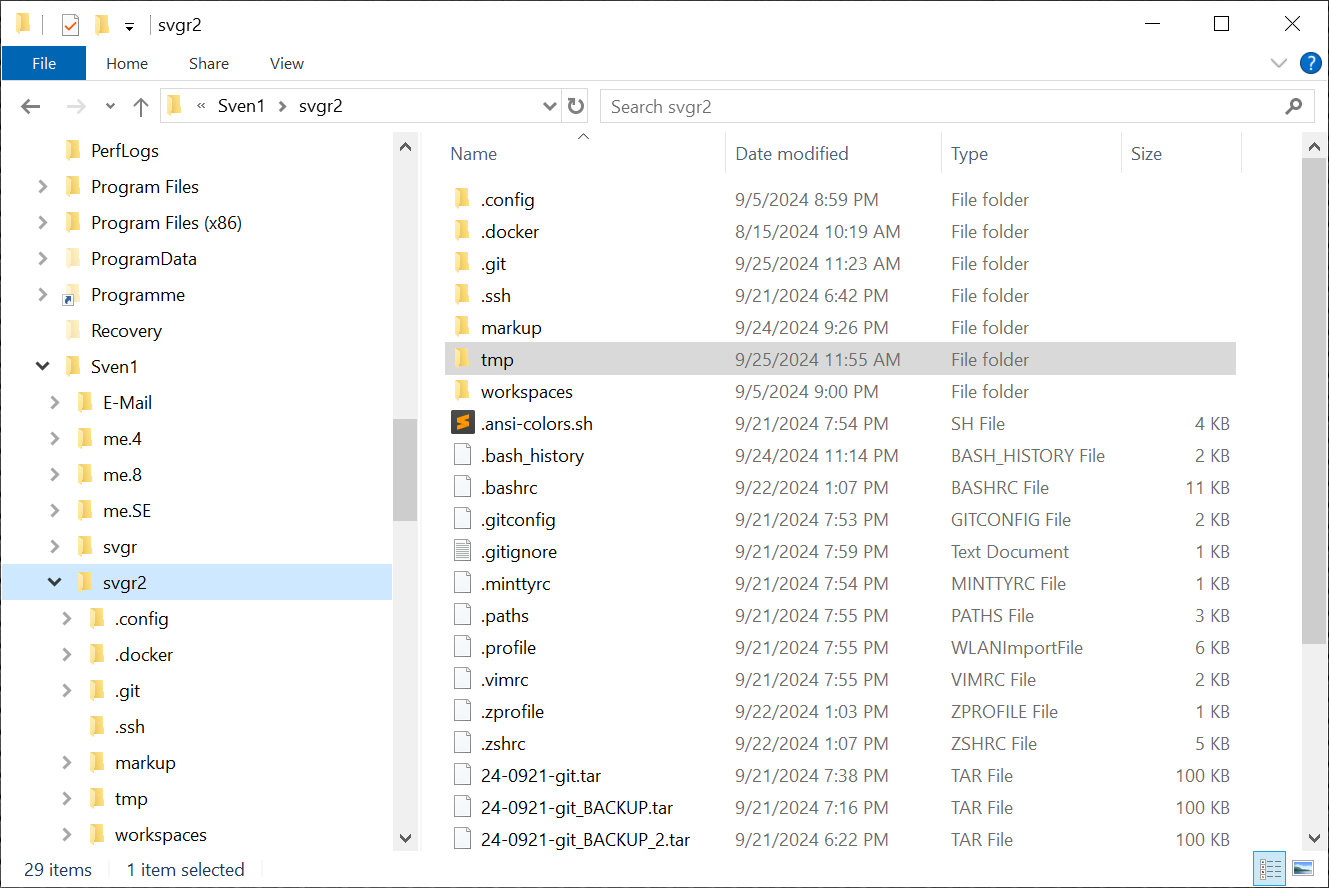 svgr2
File Home Share View ?
« Sven1 > svgr2 Search svgr2
PerfLogs
Program Files
Program Files (x86)
ProgramData
Programme
Recovery
Sven1
E-Mail
me.4
me.8
me.SE
svgr
svgr2
.config
.docker
.git
.ssh
markup
tmp
workspaces
Name Date modified Type Size
.config 9/5/2024 8:59 PM File folder
.docker 8/15/2024 10:19 AM File folder
.git 9/25/2024 11:23 AM File folder
.ssh 9/21/2024 6:42 PM File folder
markup 9/24/2024 9:26 PM File folder
tmp 9/25/2024 11:55 AM File folder
workspaces 9/5/2024 9:00 PM File folder
.ansi-colors.sh 9/21/2024 7:54 PM SH File 4 KB
.bash_history 9/24/2024 11:14 PM BASH_HISTORY File 2 KB
.bashrc 9/22/2024 1:07 PM BASHRC File 11 KB
.gitconfig 9/21/2024 7:53 PM GITCONFIG File 2 KB
.gitignore 9/21/2024 7:59 PM Text Document 1 KB
.minttyrc 9/21/2024 7:54 PM MINTTYRC File 1 KB
.paths 9/21/2024 7:55 PM PATHS File 3 KB
.profile 9/21/2024 7:55 PM WLANImportFile 6 KB
.vimrc 9/21/2024 7:55 PM VIMRC File 2 KB
.zprofile 9/22/2024 1:03 PM ZPROFILE File 1 KB
.zshrc 9/22/2024 1:07 PM ZSHRC File 5 KB
24-0921-git.tar 9/21/2024 7:38 PM TAR File 100 KB
24-0921-git_BACKUP.tar 9/21/2024 7:16 PM TAR File 100 KB
24-0921-git_BACKUP_2.tar 9/21/2024 6:22 PM TAR File 100 KB
29 items 1 item selected